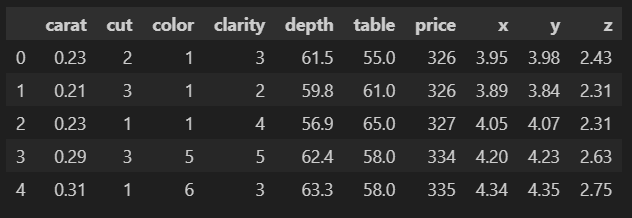 carat cut color clarity depth table price x y z
0 0.23 2 1 3 61.5 55.0 326 3.95 3.98 2.43
1 0.21 3 1 2 59.8 61.0 326 3.89 3.84 2.31
2 0.23 1 1 4 56.9 65.0 327 4.05 4.07 2.31
3 0.29 3 5 5 62.4 58.0 334 4.20 4.23 2.63
4 0.31 1 6 3 63.3 58.0 335 4.34 4.35 2.75